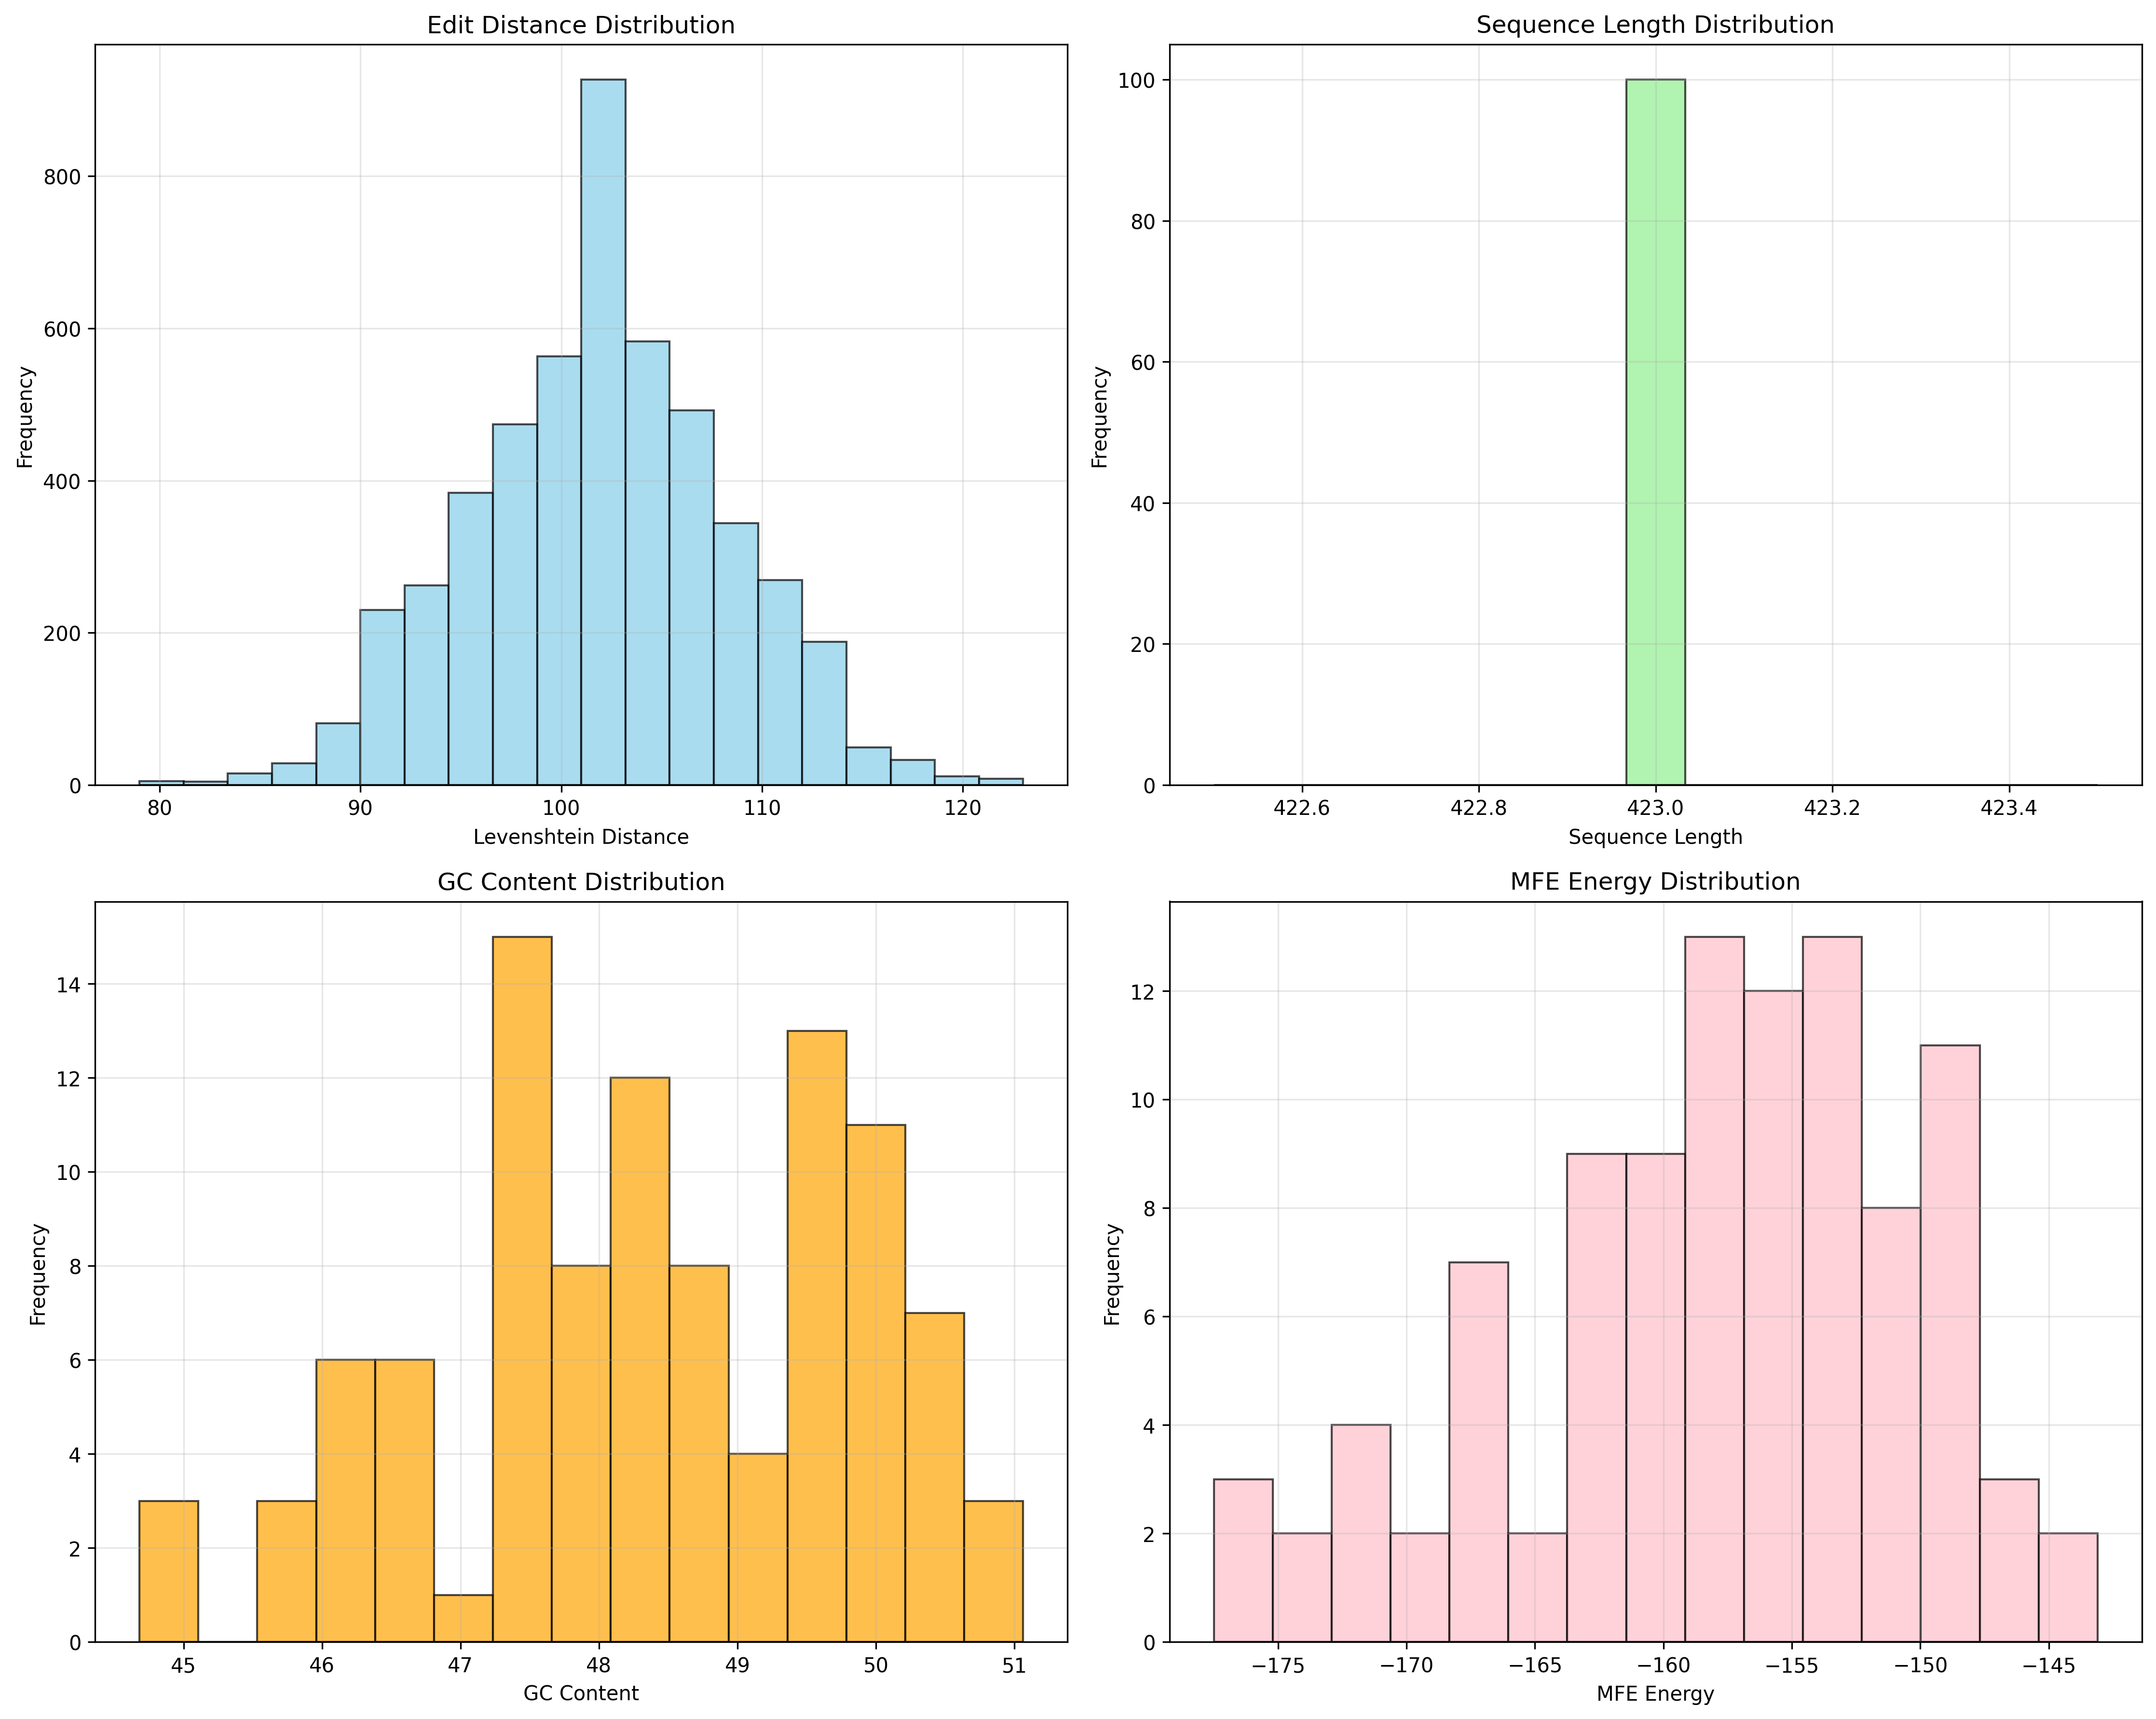 Edit Distance Distribution
Frequency
800
600
400
200
0
80 90 100 110 120
Levenshtein Distance
Sequence Length Distribution
Frequency
100
80
60
40
20
0
422.6 422.8 423.0 423.2 423.4
Sequence Length
GC Content Distribution
Frequency
14
12
10
8
6
4
2
0
45 46 47 48 49 50 51
GC Content
MFE Energy Distribution
Frequency
12
10
8
6
4
2
0
−175 −170 −165 −160 −155 −150 −145
MFE Energy